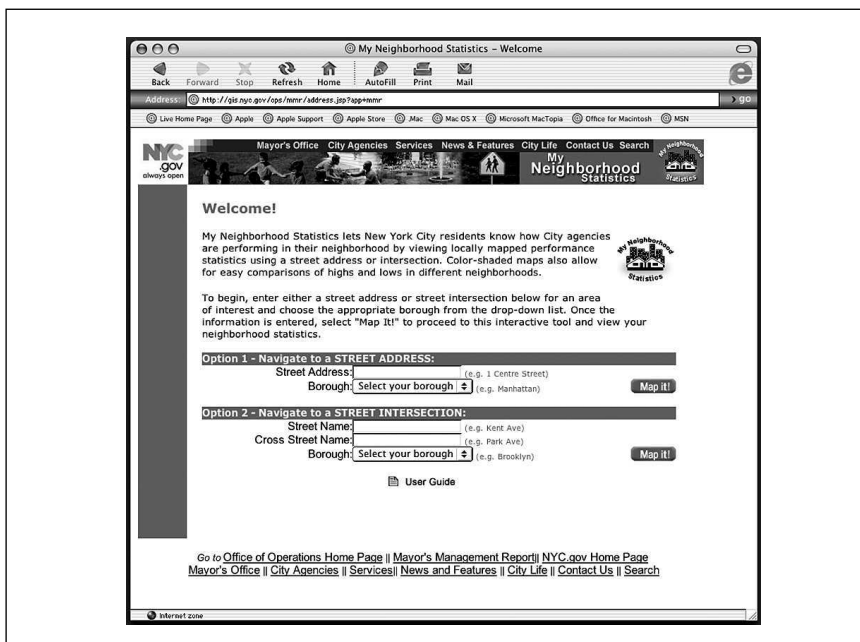 My Neighborhood Statistics – Welcome
Back Forward Stop Refresh Home AutoFill Print Mail
Address: http://gis.nyc.gov/ops/mmr/address.jsp?app=mmr go
Live Home Page Apple Apple Support Apple Store .Mac Mac OS X Microsoft MacTopia Office for Macintosh MSN
NYC
.gov
always open
Mayor's Office City Agencies Services News & Features City Life Contact Us Search
My
Neighborhood
Statistics
My Neighborhood
Statistics
Welcome!
My Neighborhood Statistics lets New York City residents know how City agencies
are performing in their neighborhood by viewing locally mapped performance
statistics using a street address or intersection. Color-shaded maps also allow
for easy comparisons of highs and lows in different neighborhoods.
My Neighborhood
Statistics
To begin, enter either a street address or street intersection below for an area
of interest and choose the appropriate borough from the drop-down list. Once the
information is entered, select "Map It!" to proceed to this interactive tool and view your
neighborhood statistics.
Option 1 - Navigate to a STREET ADDRESS:
Street Address: (e.g. 1 Centre Street)
Borough: Select your borough (e.g. Manhattan) Map it!
Option 2 - Navigate to a STREET INTERSECTION:
Street Name: (e.g. Kent Ave)
Cross Street Name: (e.g. Park Ave)
Borough: Select your borough (e.g. Brooklyn) Map it!
User Guide
Go to Office of Operations Home Page || Mayor's Management Report|| NYC.gov Home Page
Mayor's Office || City Agencies || Services|| News and Features || City Life || Contact Us || Search
Internet zone